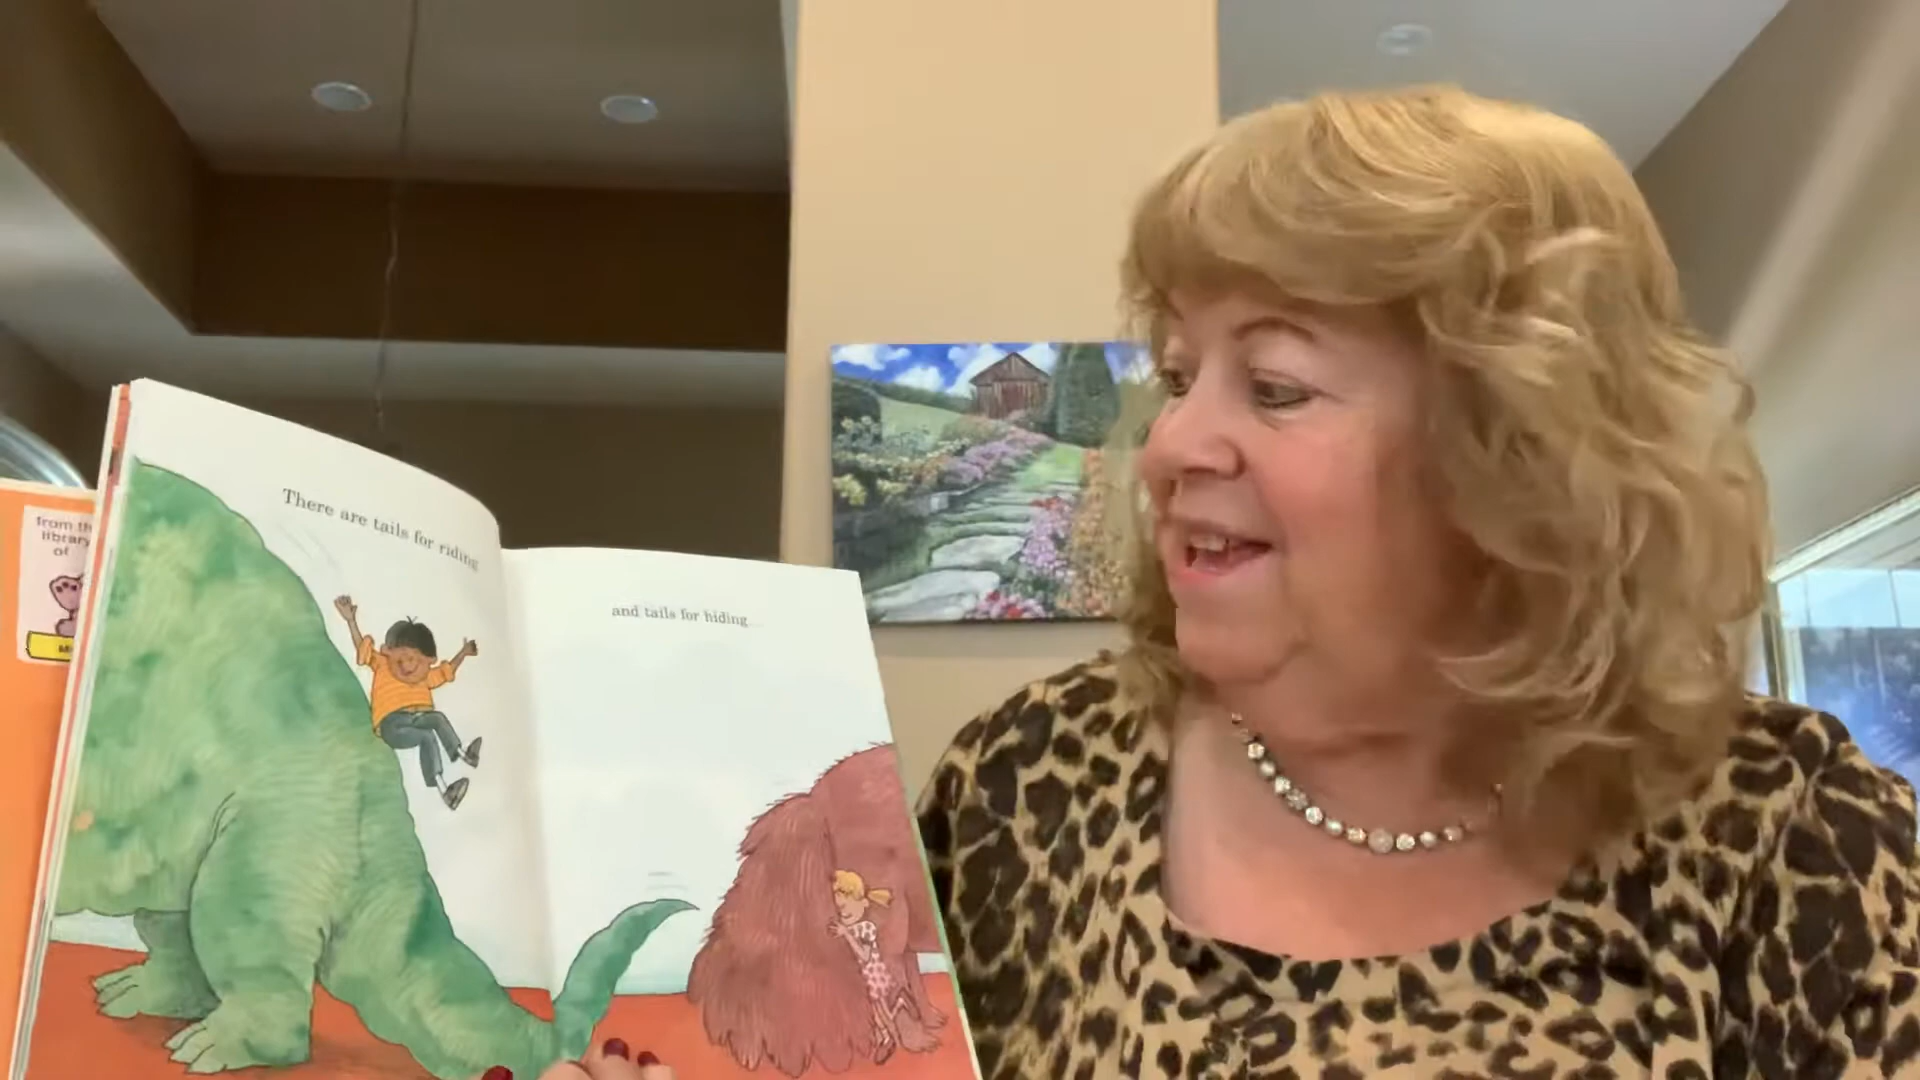 from the
library
of
There are tails for riding
and tails for hiding